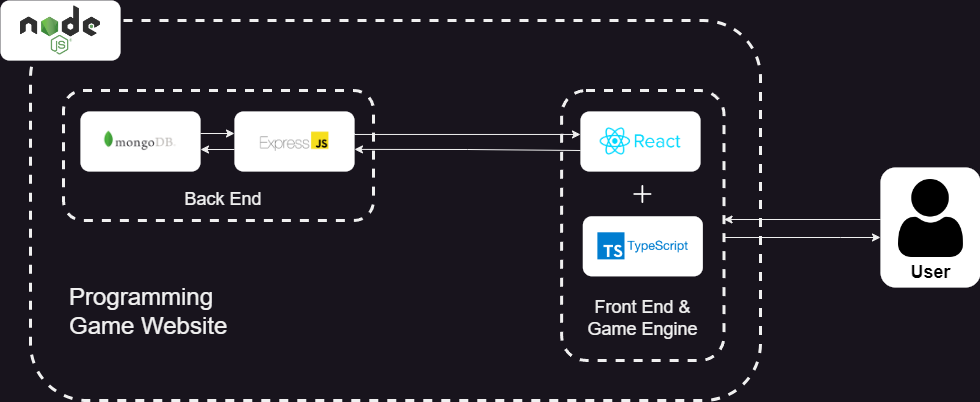 node
JS
mongoDB.
Express JS
React
Back End
+
TS TypeScript
User
Programming
Game Website
Front End &
Game Engine